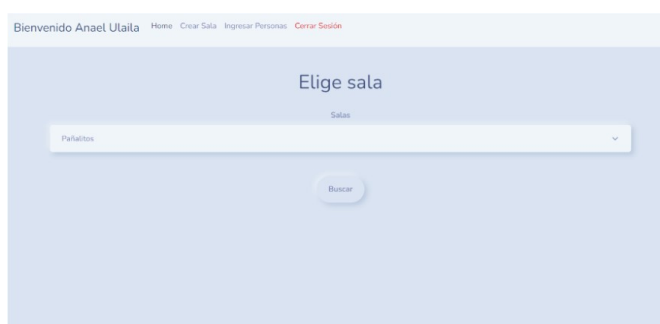 Bienvenido Anael Ulaila Home Crear Sala Ingresar Personas Cerrar Sesión
Elige sala
Salas
Pañalitos
Buscar